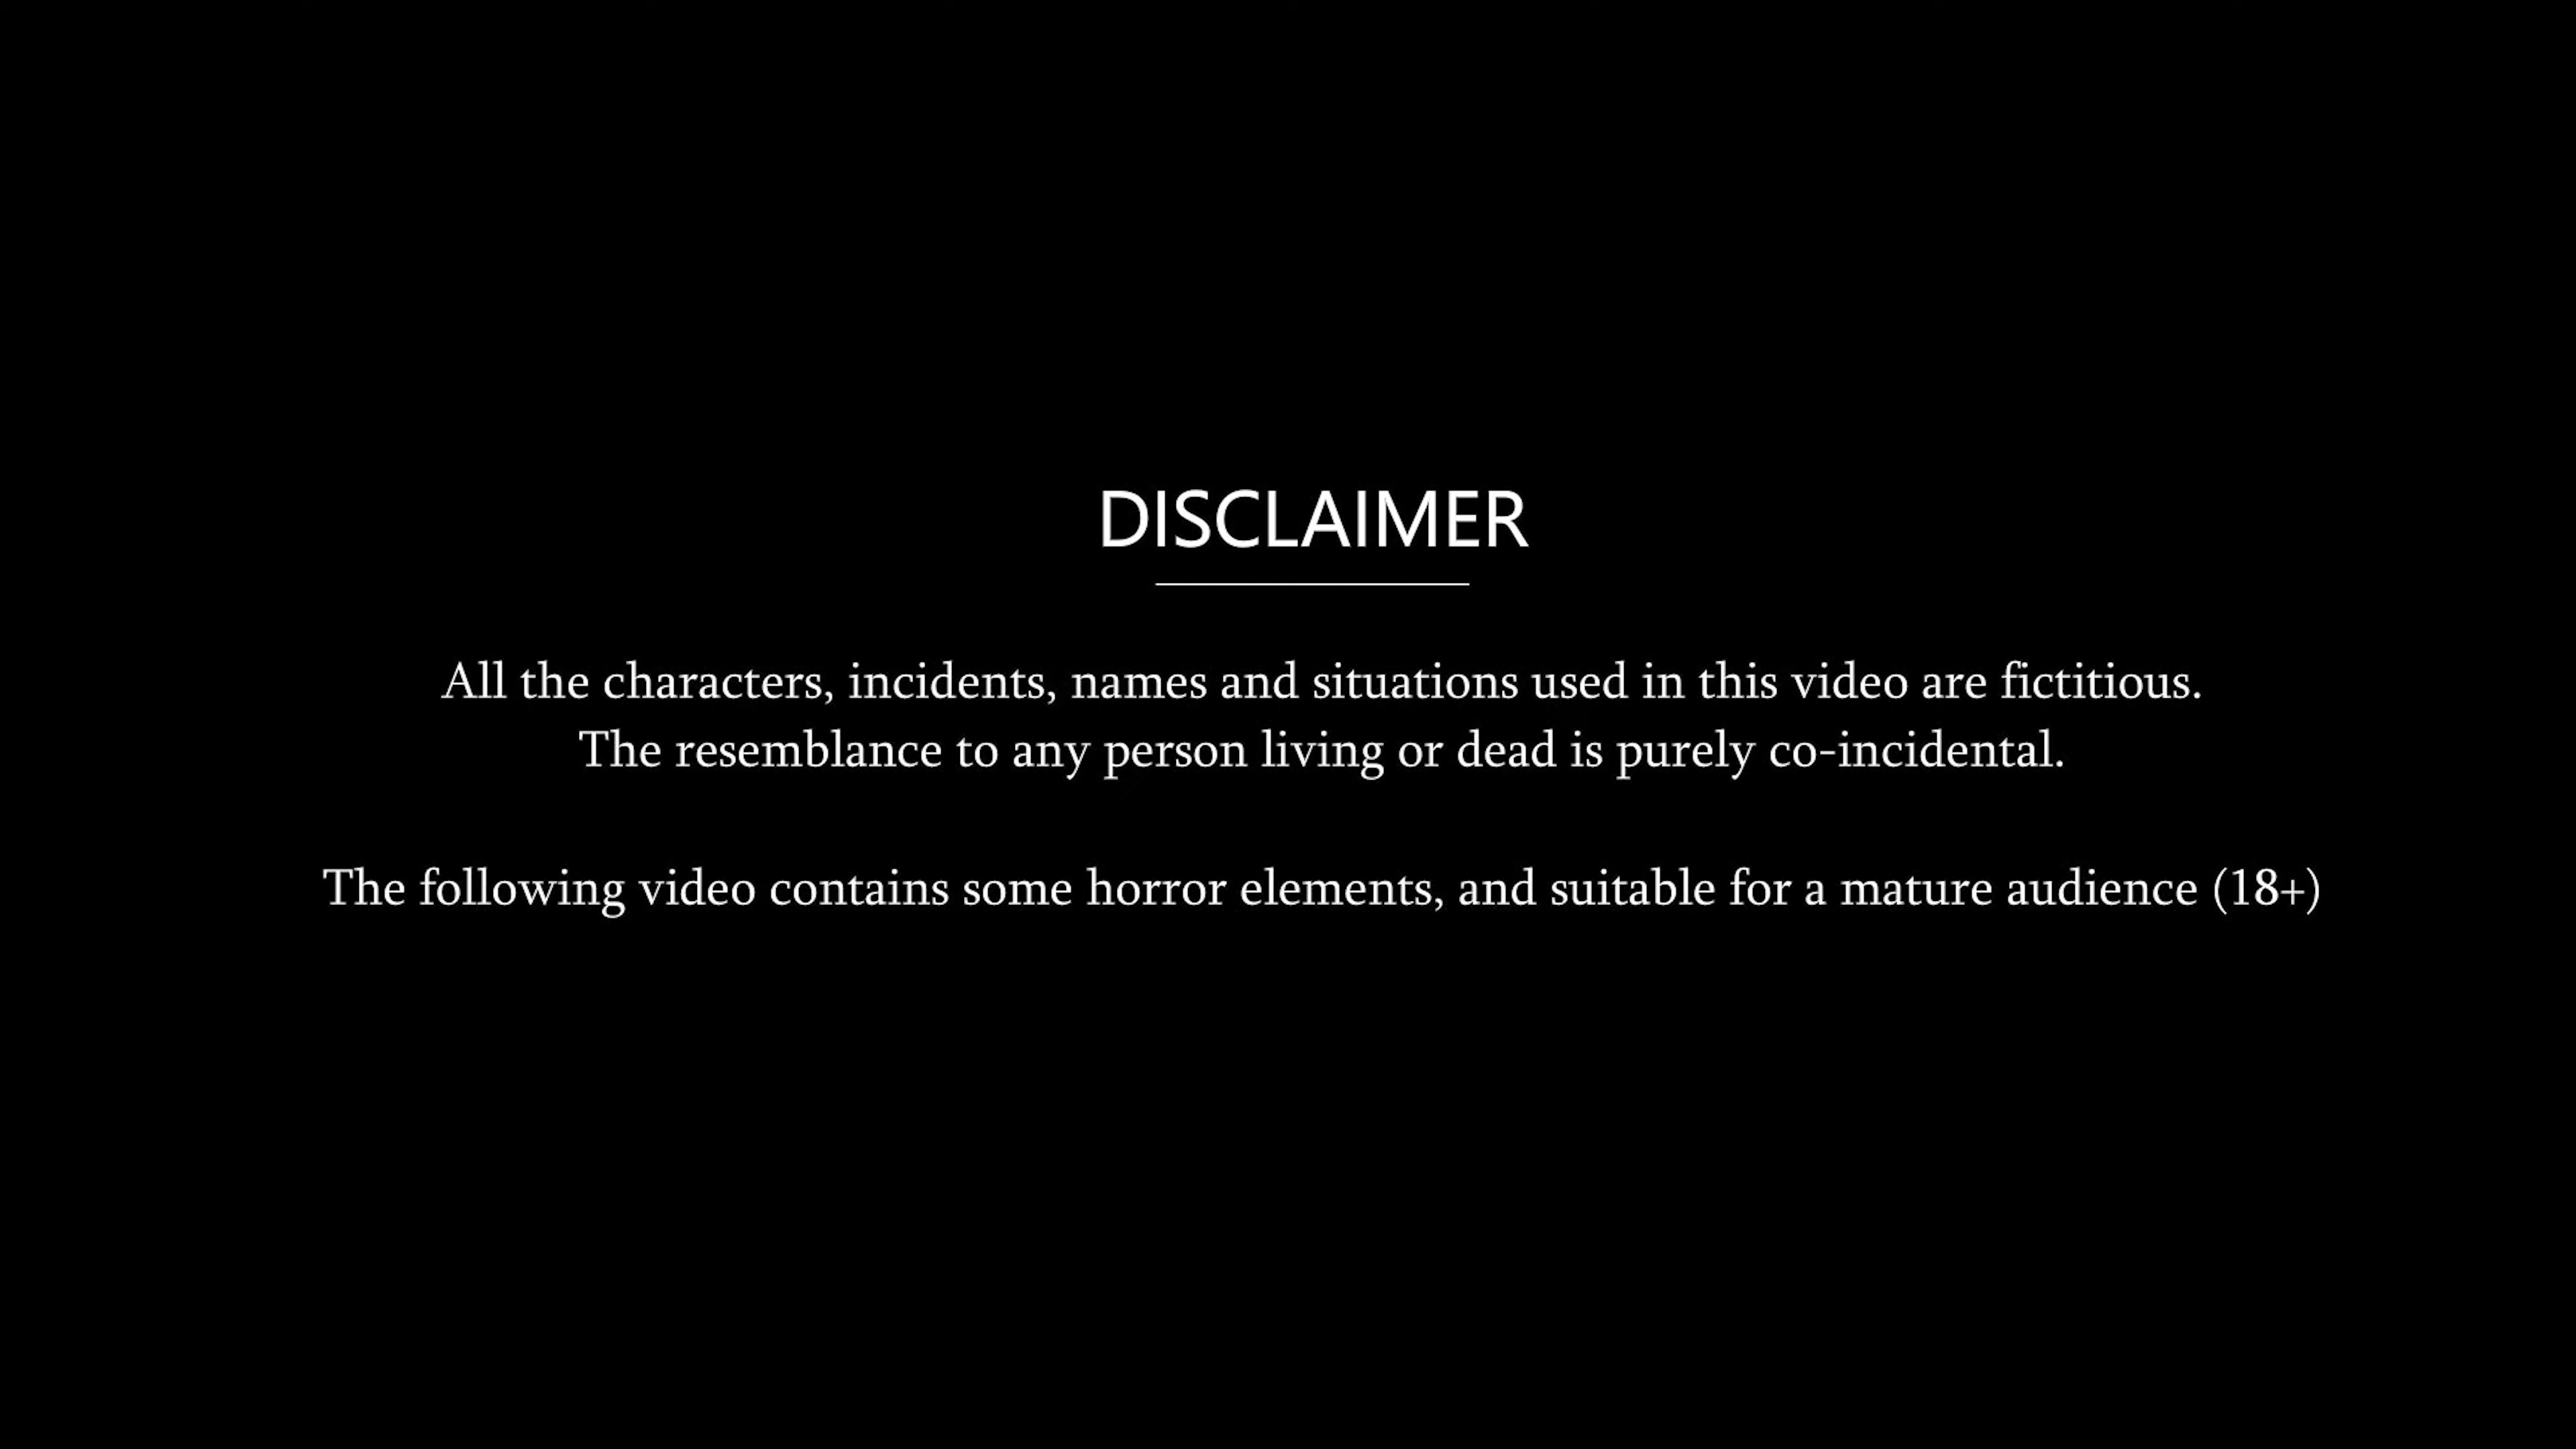 DISCLAIMER
All the characters, incidents, names and situations used in this video are fictitious.
The resemblance to any person living or dead is purely co-incidental.
The following video contains some horror elements, and suitable for a mature audience (18+)